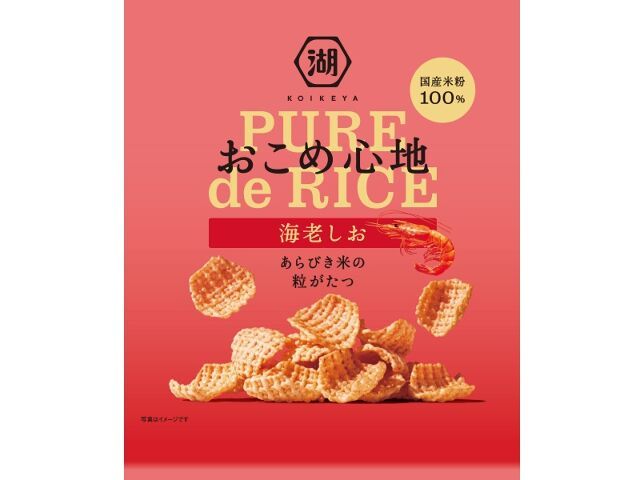 湖
KOIKEYA
国産米粉
100%
PURE
おこめ心地
de RICE
海老しお
あらびき米の
粒がたつ
写真はイメージです